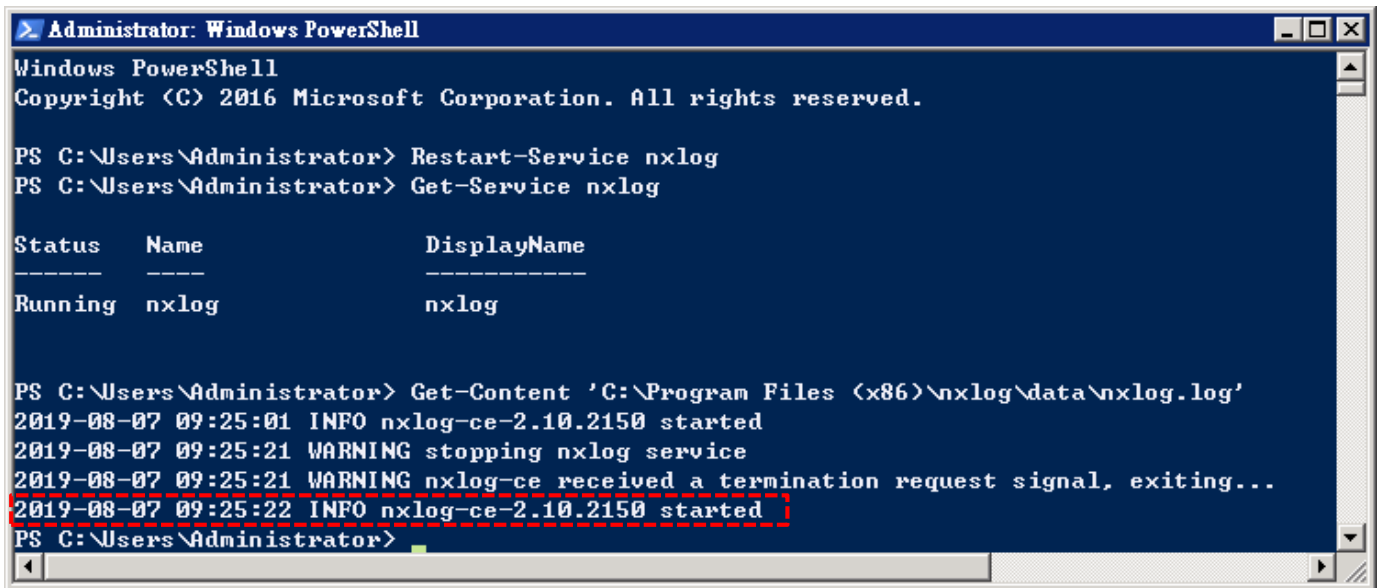 Administrator: Windows PowerShell
Windows PowerShell
Copyright (C) 2016 Microsoft Corporation. All rights reserved.
PS C:\Users\Administrator> Restart-Service nxlog
PS C:\Users\Administrator> Get-Service nxlog
Status   Name               DisplayName
------   ----               -----------
Running  nxlog              nxlog
PS C:\Users\Administrator> Get-Content 'C:\Program Files (x86)\nxlog\data\nxlog.log'
2019-08-07 09:25:01 INFO nxlog-ce-2.10.2150 started
2019-08-07 09:25:21 WARNING stopping nxlog service
2019-08-07 09:25:21 WARNING nxlog-ce received a termination request signal, exiting...
2019-08-07 09:25:22 INFO nxlog-ce-2.10.2150 started
PS C:\Users\Administrator>